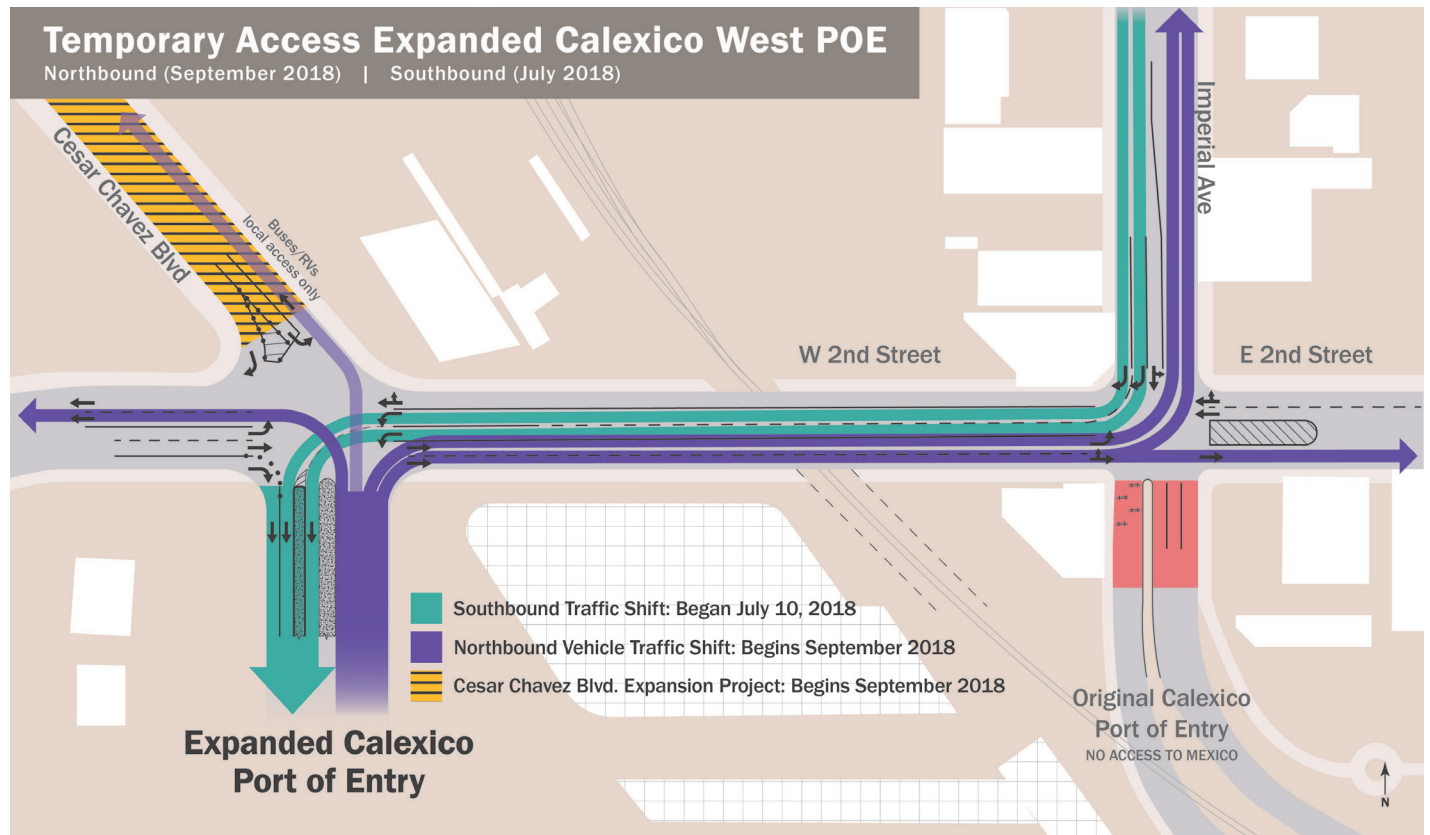 Temporary Access Expanded Calexico West POE
Northbound (September 2018) | Southbound (July 2018)
Cesar Chavez Blvd
Buses/RVs
local access only
Imperial Ave
W 2nd Street
E 2nd Street
Southbound Traffic Shift: Began July 10, 2018
Northbound Vehicle Traffic Shift: Begins September 2018
Cesar Chavez Blvd. Expansion Project: Begins September 2018
Expanded Calexico
Port of Entry
Original Calexico
Port of Entry
NO ACCESS TO MEXICO
N